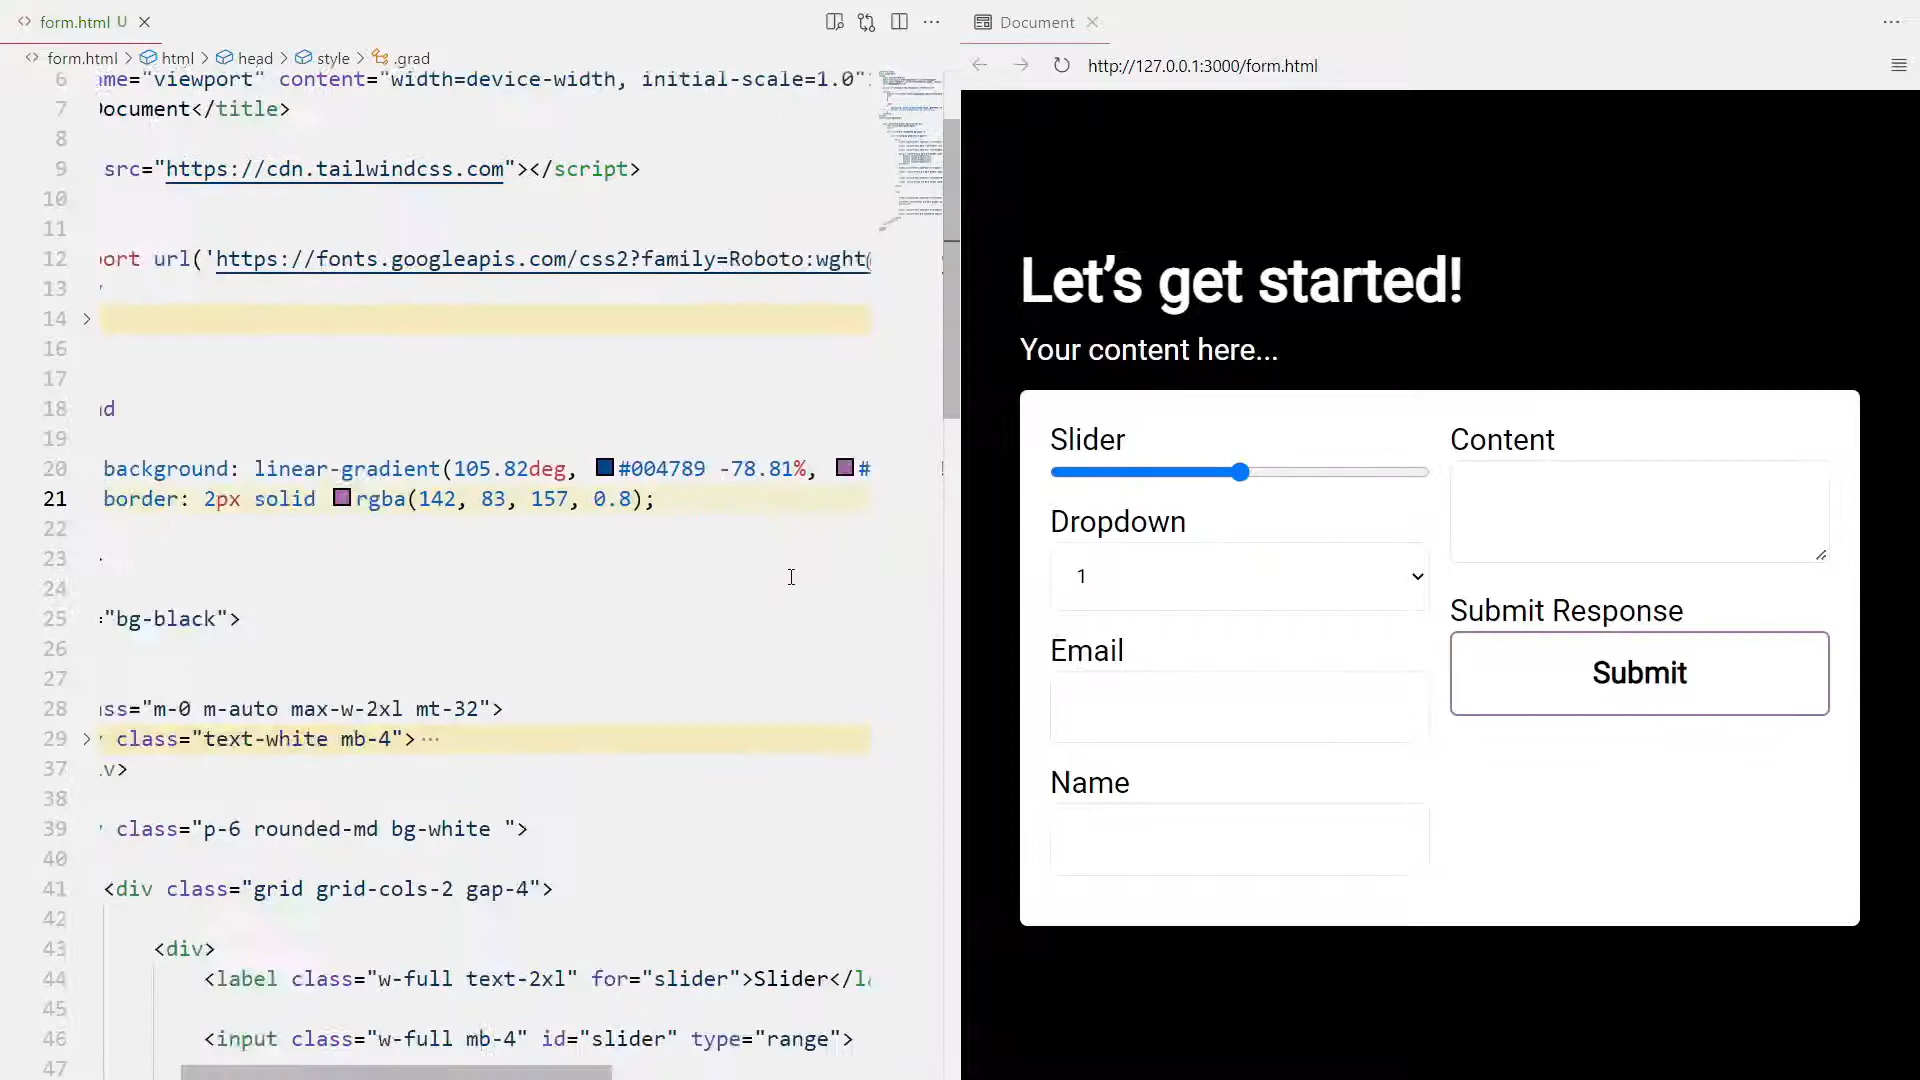 form.html U
Document
form.html > html > head > style > .grad
http://127.0.0.1:3000/form.html
6 ame="viewport" content="width=device-width, initial-scale=1.0"
7 Document</title>
8
9 src="https://cdn.tailwindcss.com"></script>
10
11
12 port url('https://fonts.googleapis.com/css2?family=Roboto:wght
13
14
16
17
18 ad
19
20 background: linear-gradient(105.82deg, #004789 -78.81%, #
21 border: 2px solid rgba(142, 83, 157, 0.8);
22
23
24
25 ="bg-black">
26
27
28 ass="m-0 m-auto max-w-2xl mt-32">
29 class="text-white mb-4">···
37 iv>
38
39 class="p-6 rounded-md bg-white ">
40
41 <div class="grid grid-cols-2 gap-4">
42
43 <div>
44 <label class="w-full text-2xl" for="slider">Slider</la
45
46 <input class="w-full mb-4" id="slider" type="range">
47
Let’s get started!
Your content here...
Slider
Dropdown
1
Email
Name
Content
Submit Response
Submit